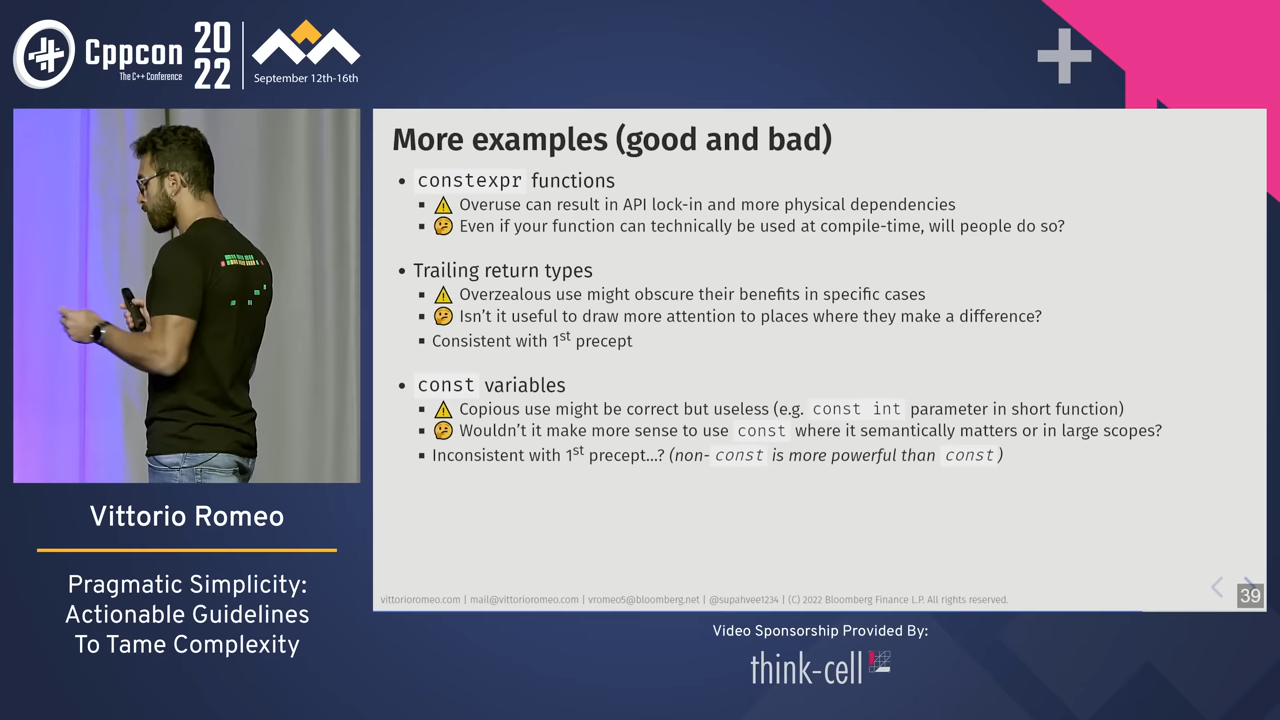 Cppcon
The C++ Conference
20
22
September 12th-16th
More examples (good and bad)
• constexpr functions
▪ ⚠️ Overuse can result in API lock-in and more physical dependencies
▪ 🤔 Even if your function can technically be used at compile-time, will people do so?
• Trailing return types
▪ ⚠️ Overzealous use might obscure their benefits in specific cases
▪ 🤔 Isn't it useful to draw more attention to places where they make a difference?
▪ Consistent with 1st precept
• const variables
▪ ⚠️ Copious use might be correct but useless (e.g. const int parameter in short function)
▪ 🤔 Wouldn't it make more sense to use const where it semantically matters or in large scopes?
▪ Inconsistent with 1st precept...? (non-const is more powerful than const)
vittorioromeo.com | mail@vittorioromeo.com | vromeo5@bloomberg.net | @supahvee1234 | (C) 2022 Bloomberg Finance L.P. All rights reserved.
39
Vittorio Romeo
Pragmatic Simplicity:
Actionable Guidelines
To Tame Complexity
Video Sponsorship Provided By:
think-cell